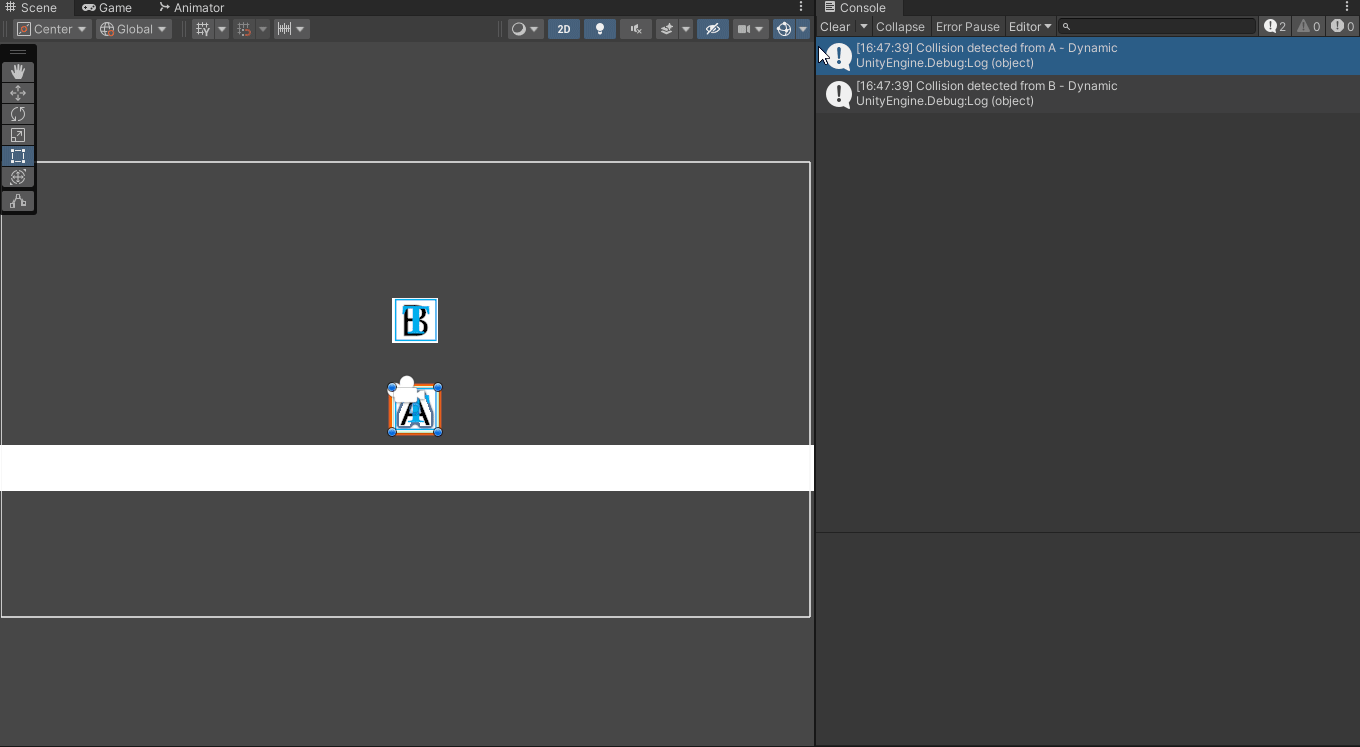 Scene Game Animator
Center Global 2D
B
T
A
Console
Clear Collapse Error Pause Editor 2 0 0
[16:47:39] Collision detected from A - Dynamic
UnityEngine.Debug:Log (object)
[16:47:39] Collision detected from B - Dynamic
UnityEngine.Debug:Log (object)